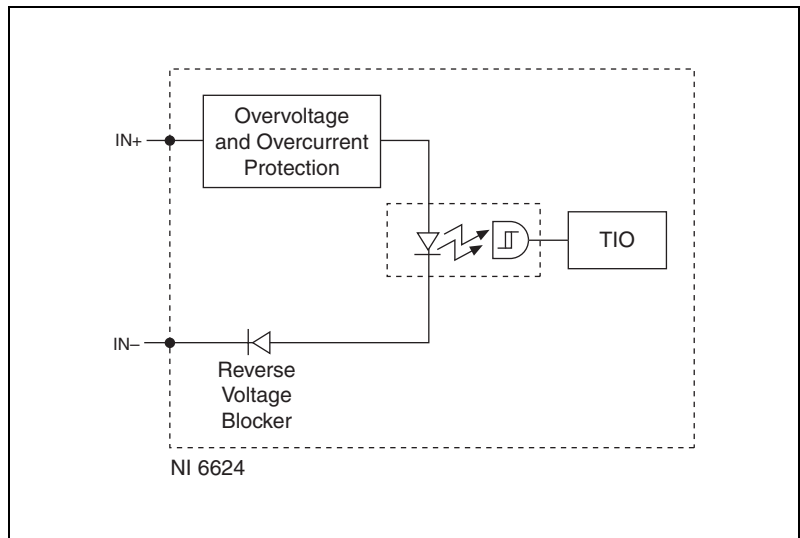 Overvoltage
and Overcurrent
Protection
IN+
TIO
IN–
Reverse
Voltage
Blocker
NI 6624